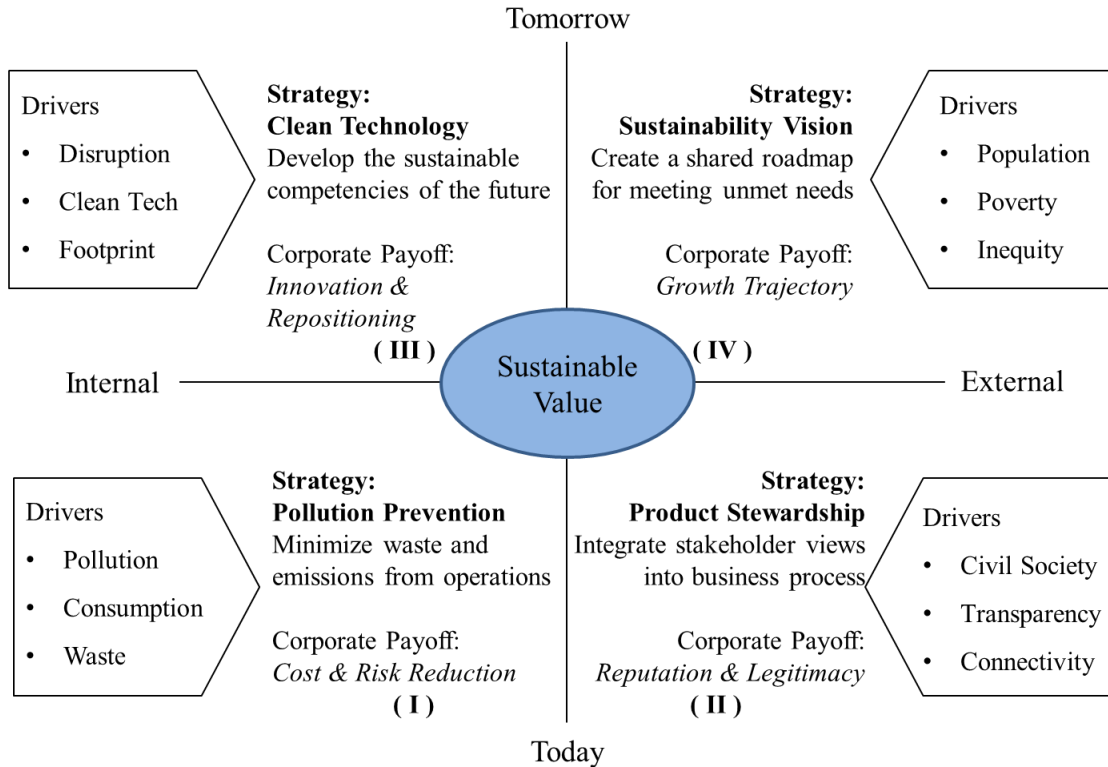 Tomorrow
Drivers
• Disruption
• Clean Tech
• Footprint
Strategy:
Clean Technology
Develop the sustainable
competencies of the future
Corporate Payoff:
Innovation &
Repositioning
( III )
Strategy:
Sustainability Vision
Create a shared roadmap
for meeting unmet needs
Corporate Payoff:
Growth Trajectory
( IV )
Drivers
• Population
• Poverty
• Inequity
Internal
Sustainable
Value
External
Drivers
• Pollution
• Consumption
• Waste
Strategy:
Pollution Prevention
Minimize waste and
emissions from operations
Corporate Payoff:
Cost & Risk Reduction
( I )
Strategy:
Product Stewardship
Integrate stakeholder views
into business process
Corporate Payoff:
Reputation & Legitimacy
( II )
Drivers
• Civil Society
• Transparency
• Connectivity
Today